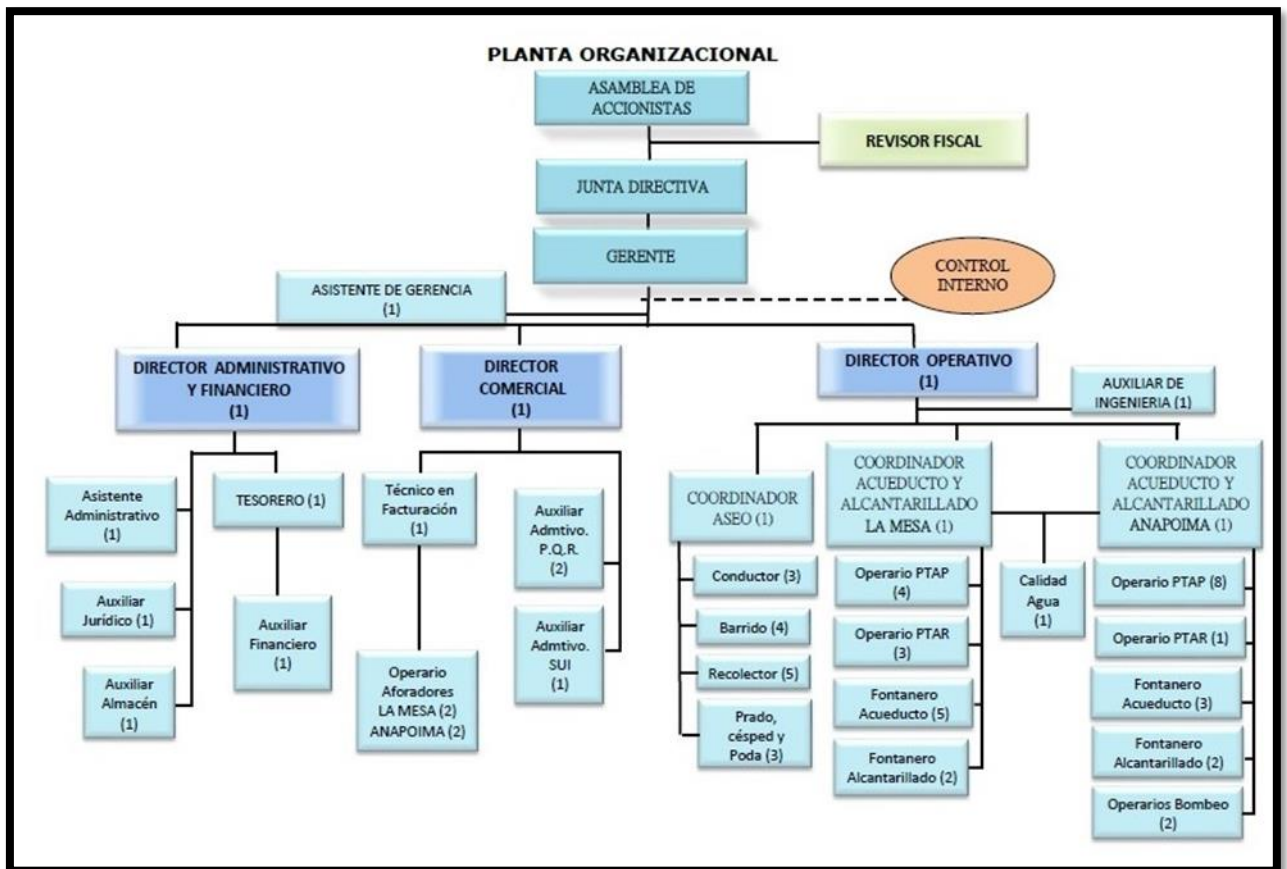 PLANTA ORGANIZACIONAL
ASAMBLEA DE
ACCIONISTAS
REVISOR FISCAL
JUNTA DIRECTIVA
GERENTE
CONTROL
INTERNO
ASISTENTE DE GERENCIA
(1)
DIRECTOR ADMINISTRATIVO
Y FINANCIERO
(1)
DIRECTOR
COMERCIAL
(1)
DIRECTOR OPERATIVO
(1)
AUXILIAR DE
INGENIERIA (1)
Asistente
Administrativo
(1)
Auxiliar
Jurídico (1)
Auxiliar
Almacén
(1)
TESORERO (1)
Auxiliar
Financiero
(1)
Técnico en
Facturación
(1)
Operario
Aforadores
LA MESA (2)
ANAPOIMA (2)
Auxiliar
Admtivo.
P.Q.R.
(2)
Auxiliar
Admtivo.
SUI
(1)
COORDINADOR
ASEO (1)
Conductor (3)
Barrido (4)
Recolector (5)
Prado,
césped y
Poda (3)
COORDINADOR
ACUEDUCTO Y
ALCANTARILLADO
LA MESA (1)
Operario PTAP
(4)
Operario PTAR
(3)
Fontanero
Acueducto (5)
Fontanero
Alcantarillado (2)
Calidad
Agua
(1)
COORDINADOR
ACUEDUCTO Y
ALCANTARILLADO
ANAPOIMA (1)
Operario PTAP (8)
Operario PTAR (1)
Fontanero
Acueducto (3)
Fontanero
Alcantarillado (2)
Operarios Bombeo
(2)